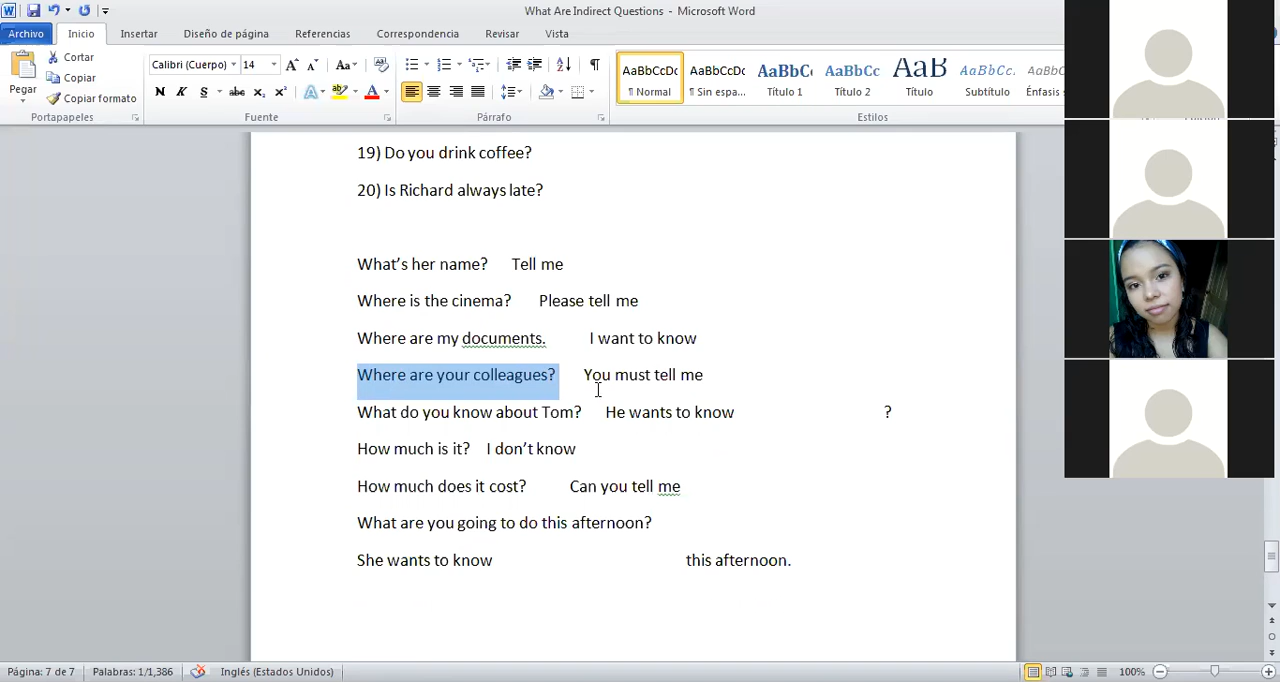 What Are Indirect Questions - Microsoft Word
Archivo Inicio Insertar Diseño de página Referencias Correspondencia Revisar Vista
Pegar
Cortar
Copiar
Copiar formato
Portapapeles
Calibri (Cuerpo) 14
Fuente
Párrafo
AaBbCcDc AaBbCcDc AaBbC AaBbCc AaB AaBbCc AaBbCc
¶ Normal ¶ Sin espa... Título 1 Título 2 Título Subtítulo Énfasis
Estilos
19) Do you drink coffee?
20) Is Richard always late?
What’s her name? Tell me
Where is the cinema? Please tell me
Where are my documents. I want to know
Where are your colleagues? You must tell me
What do you know about Tom? He wants to know ?
How much is it? I don’t know
How much does it cost? Can you tell me
What are you going to do this afternoon?
She wants to know this afternoon.
Página: 7 de 7 Palabras: 1/1,386 Inglés (Estados Unidos) 100%